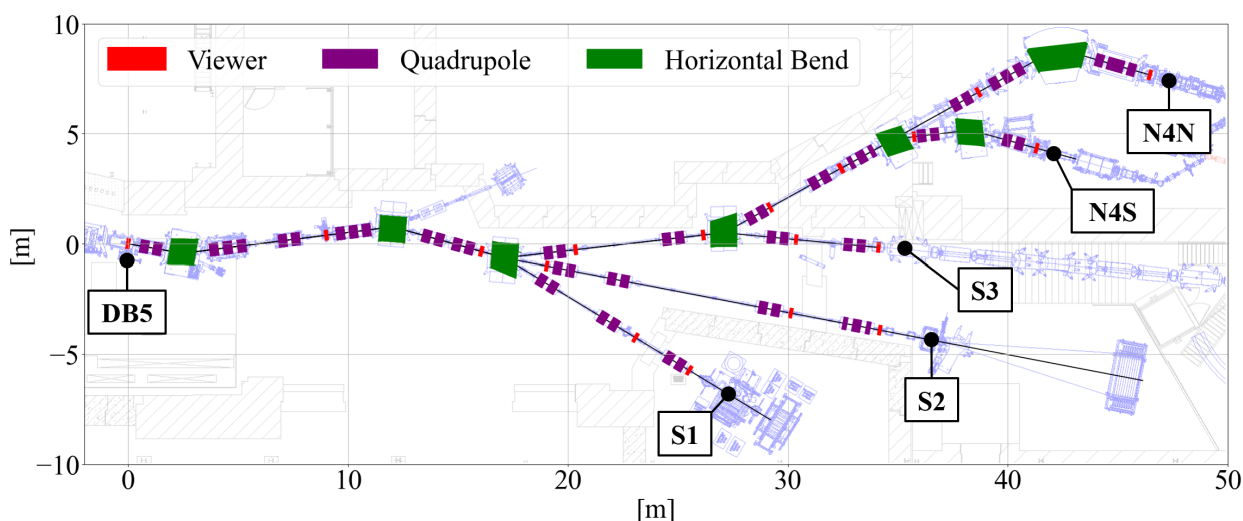 10
Viewer Quadrupole Horizontal Bend
N4N
5
N4S
[m]
0
DB5
S3
−5
S2
S1
−10
0 10 20 30 40 50
[m]